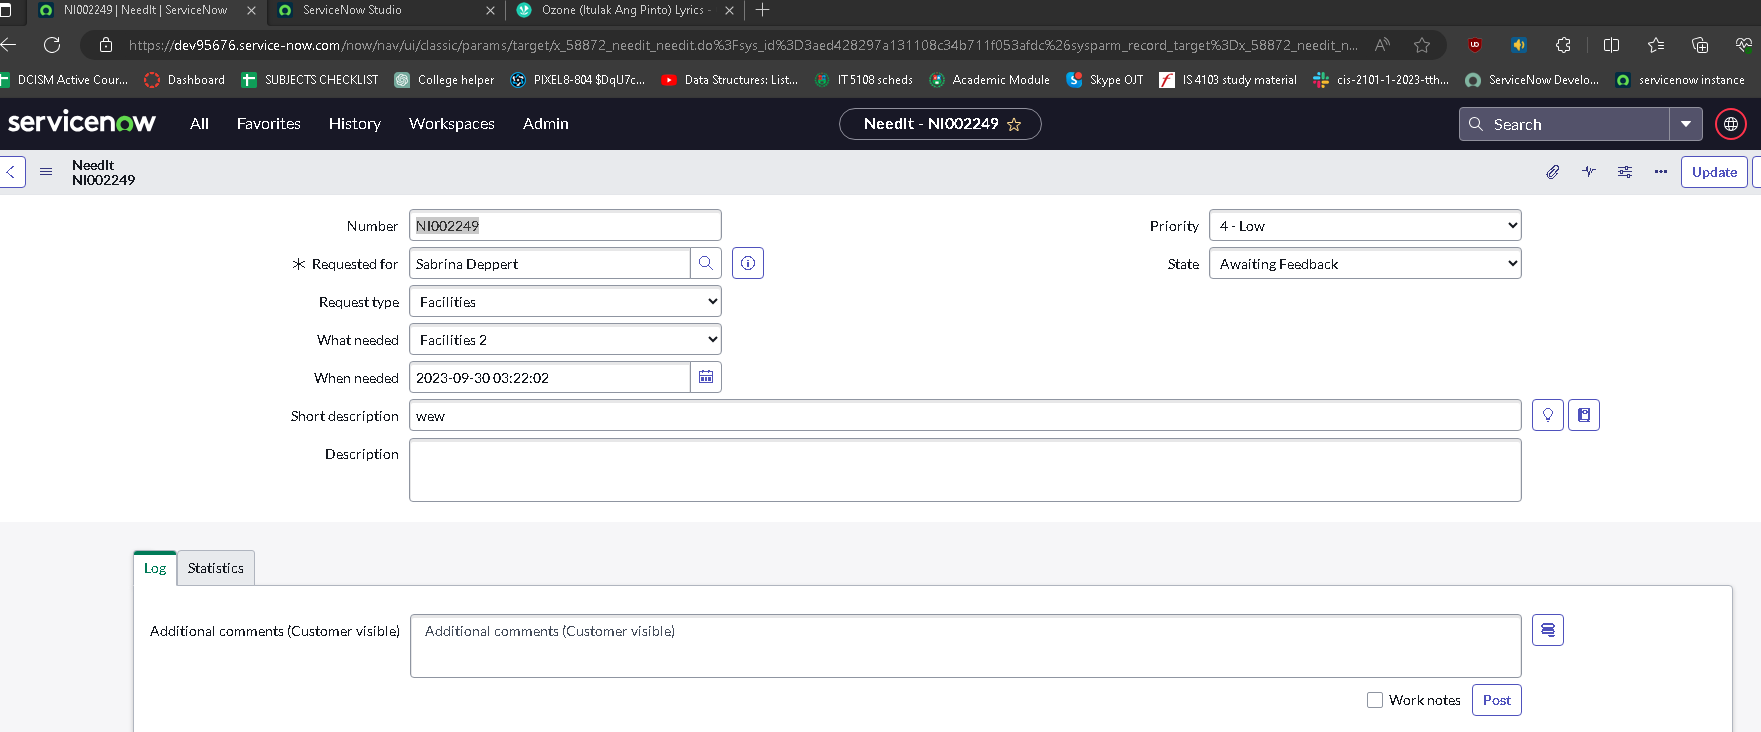 NI002249 | NeedIt | ServiceNow
ServiceNow Studio
Ozone (Itulak Ang Pinto) Lyrics -
https://dev95676.service-now.com/now/nav/ui/classic/params/target/x_58872_needit_needit.do%3Fsys_id%3D3aed428297a131108c34b711f053afdc%26sysparm_record_target%3Dx_58872_needit_n...
DCISM Active Cour...
Dashboard
SUBJECTS CHECKLIST
College helper
PIXEL8-804 $DqU7c...
Data Structures: List...
IT 5108 scheds
Academic Module
Skype OJT
IS 4103 study material
cis-2101-1-2023-tth...
ServiceNow Develo...
servicenow instance
servicenow
All
Favorites
History
Workspaces
Admin
NeedIt - NI002249
Search
NeedIt
NI002249
Update
Number
NI002249
Priority
4 - Low
Requested for
Sabrina Deppert
State
Awaiting Feedback
Request type
Facilities
What needed
Facilities 2
When needed
2023-09-30 03:22:02
Short description
wew
Description
Log
Statistics
Additional comments (Customer visible)
Additional comments (Customer visible)
Work notes
Post